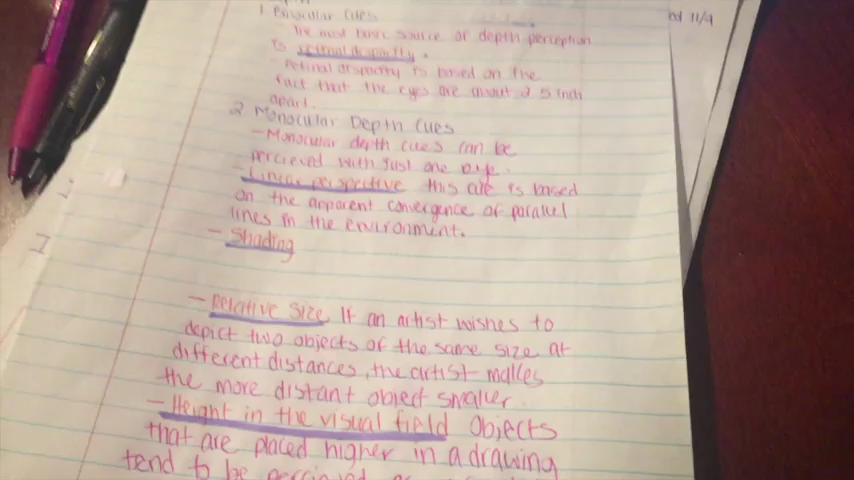 1. Binocular Cues
- The most basic source of depth perception
is retinal disparity.
- Retinal disparity is based on the
fact that the eyes are about 2.5 inch
apart.
2 Monocular Depth Cues
- Monocular depth cues can be
percieved with just one eye.
- Linear perspective this cue is based
on the apparent convergence of parallel
lines in the environment.
- Shading
- Relative Size If an artist wishes to
depict two objects of the same size at
different distances, the artist makes
the more distant object smaller.
- Height in the visual field Objects
that are placed higher in a drawing
tend to be
11/9